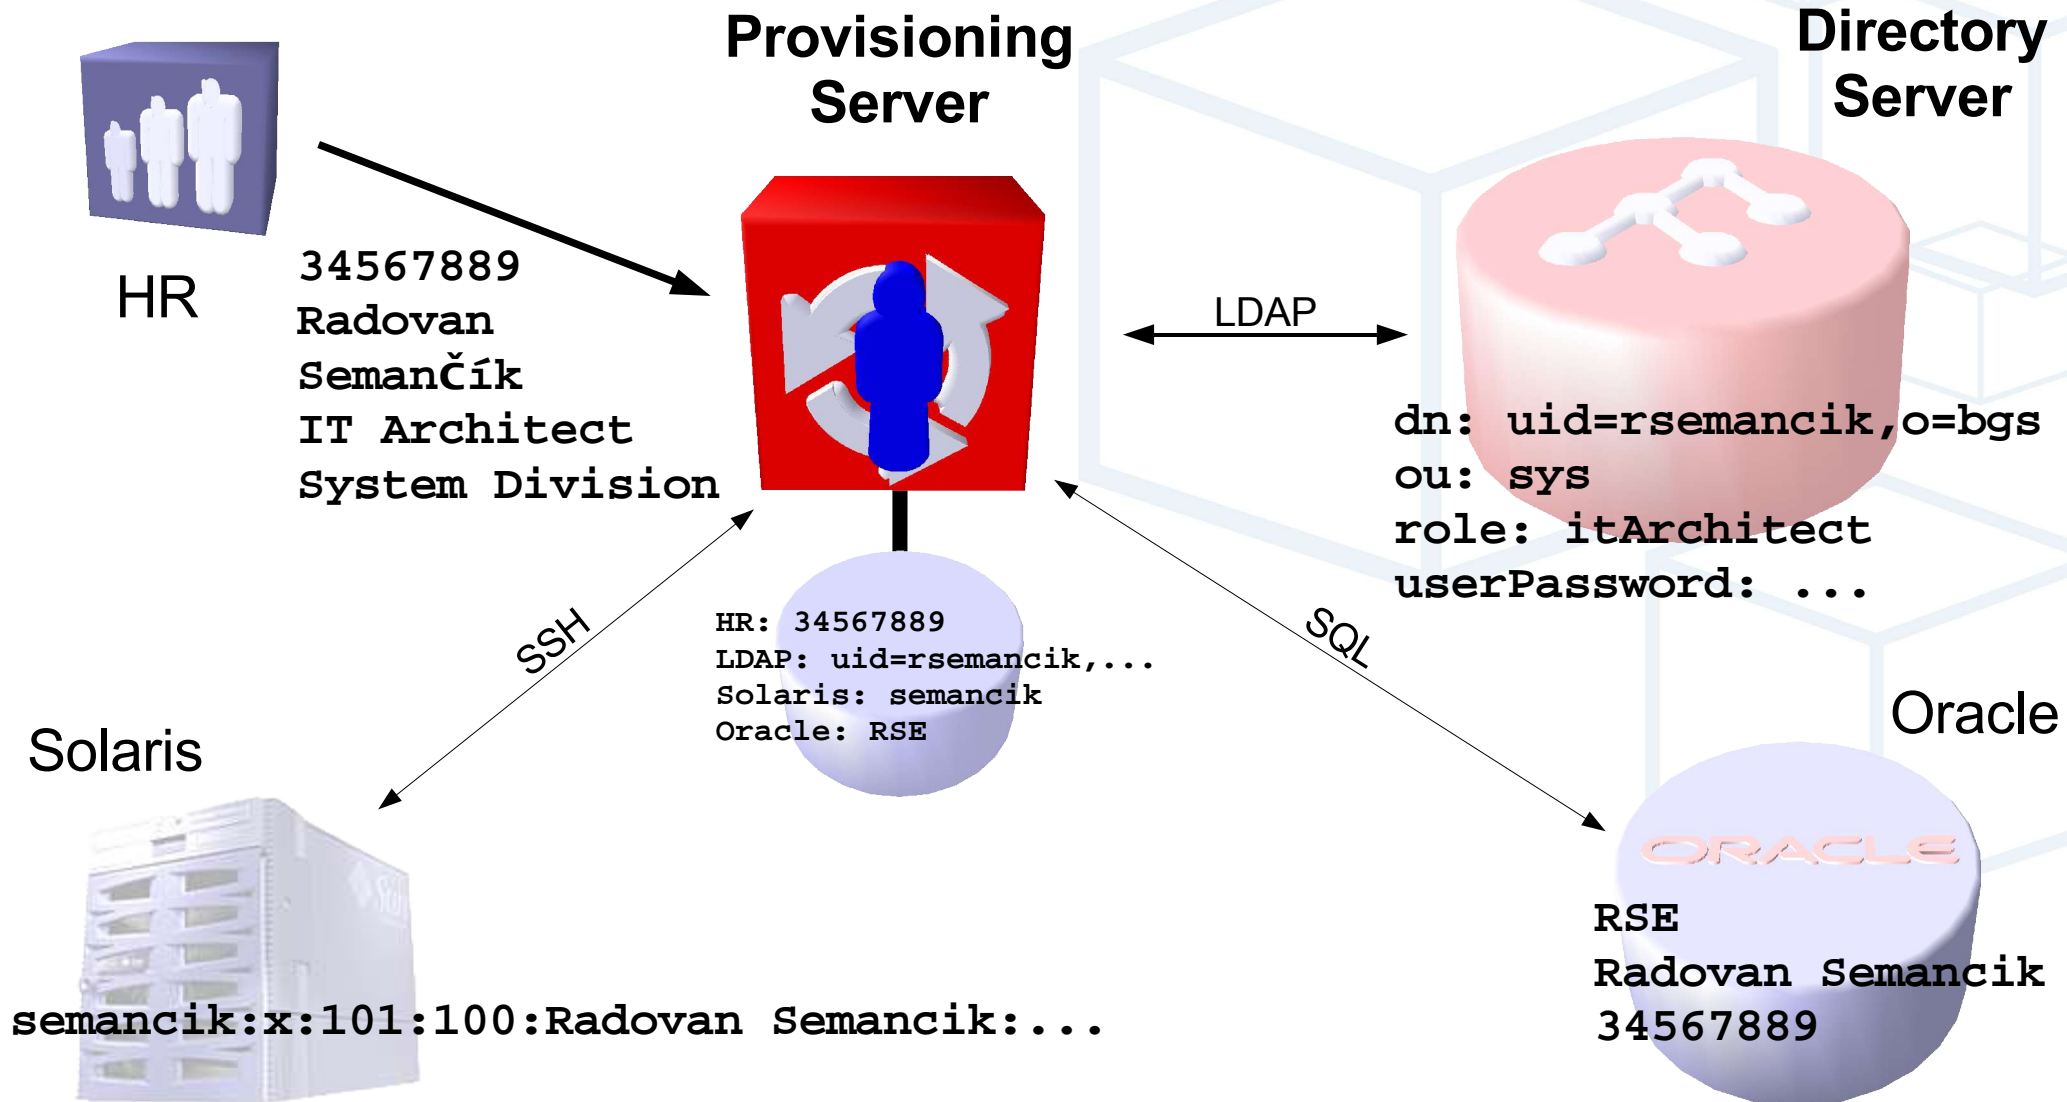 Provisioning
Server
Directory
Server
HR
34567889
Radovan
SemanČík
IT Architect
System Division
LDAP
dn: uid=rsemancik,o=bgs
ou: sys
role: itArchitect
userPassword: ...
SSH
HR: 34567889
LDAP: uid=rsemancik,...
Solaris: semancik
Oracle: RSE
SQL
Solaris
Sun
semancik:x:101:100:Radovan Semancik:...
Oracle
ORACLE
RSE
Radovan Semancik
34567889